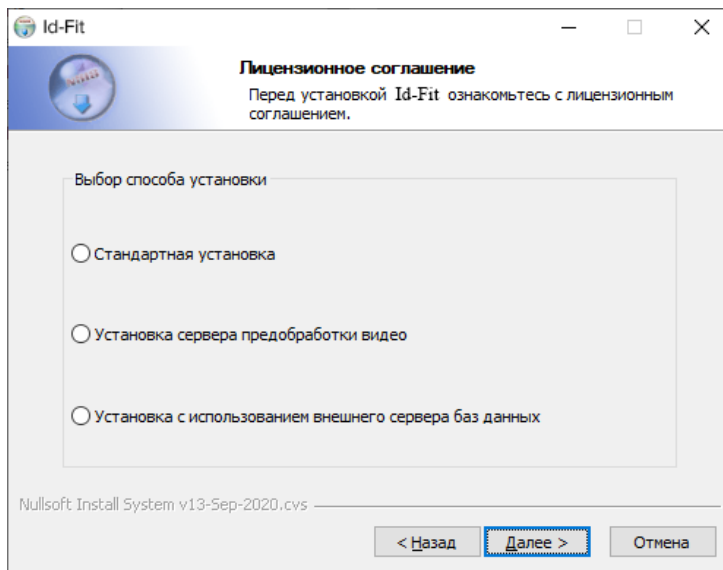 Id-Fit
Лицензионное соглашение
Перед установкой Id-Fit ознакомьтесь с лицензионным
соглашением.
Выбор способа установки
Стандартная установка
Установка сервера предобработки видео
Установка с использованием внешнего сервера баз данных
Nullsoft Install System v13-Sep-2020.cvs
< Назад
Далее >
Отмена